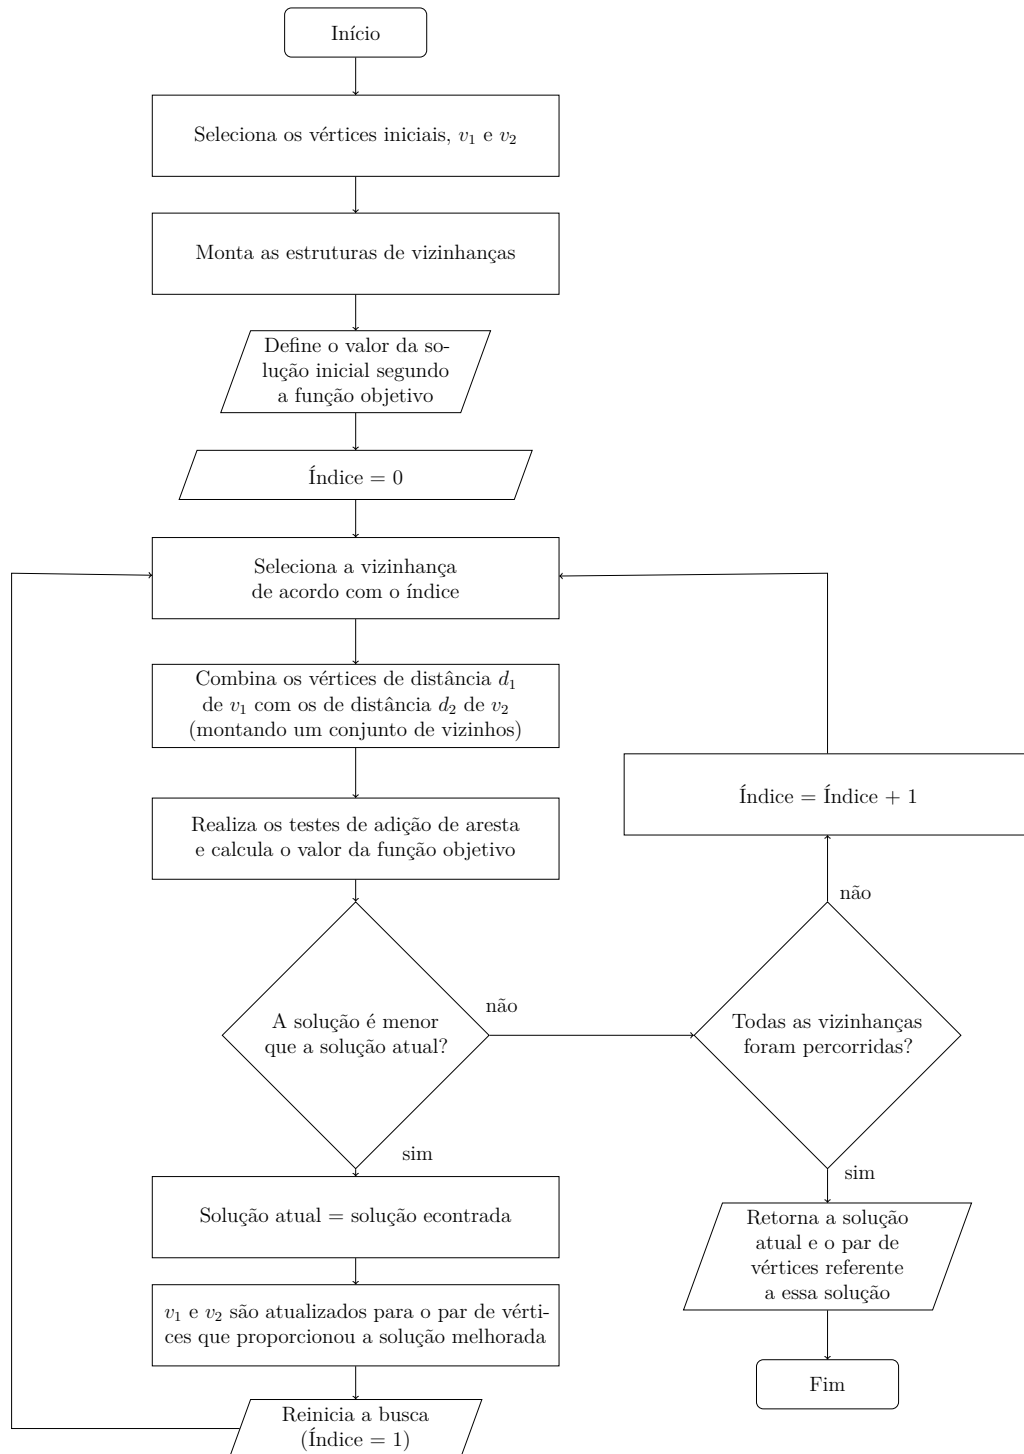 Início
Seleciona os vértices iniciais, v₁ e v₂
Monta as estruturas de vizinhanças
Define o valor da so-
lução inicial segundo
a função objetivo
Índice = 0
Seleciona a vizinhança
de acordo com o índice
Combina os vértices de distância d₁
de v₁ com os de distância d₂ de v₂
(montando um conjunto de vizinhos)
Realiza os testes de adição de aresta
e calcula o valor da função objetivo
A solução é menor
que a solução atual?
não
sim
Solução atual = solução econtrada
v₁ e v₂ são atualizados para o par de vérti-
ces que proporcionou a solução melhorada
Reinicia a busca
(Índice = 1)
Índice = Índice + 1
não
Todas as vizinhanças
foram percorridas?
sim
Retorna a solução
atual e o par de
vértices referente
a essa solução
Fim